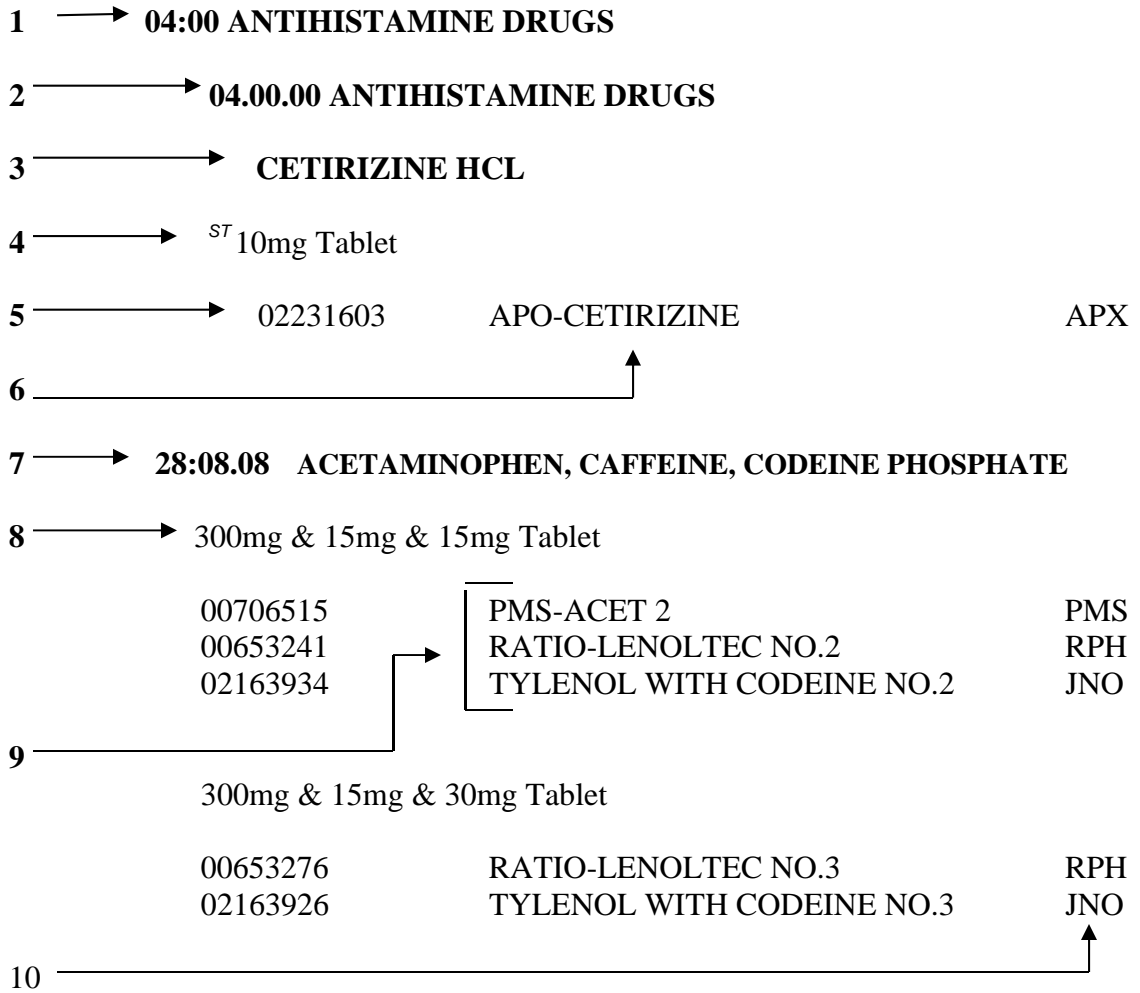 1 04:00 ANTIHISTAMINE DRUGS
2 04.00.00 ANTIHISTAMINE DRUGS
3 CETIRIZINE HCL
4 ST 10mg Tablet
5 02231603 APO-CETIRIZINE APX
6
7 28:08.08 ACETAMINOPHEN, CAFFEINE, CODEINE PHOSPHATE
8 300mg & 15mg & 15mg Tablet
00706515 PMS-ACET 2 PMS
00653241 RATIO-LENOLTEC NO.2 RPH
02163934 TYLENOL WITH CODEINE NO.2 JNO
9
300mg & 15mg & 30mg Tablet
00653276 RATIO-LENOLTEC NO.3 RPH
02163926 TYLENOL WITH CODEINE NO.3 JNO
10